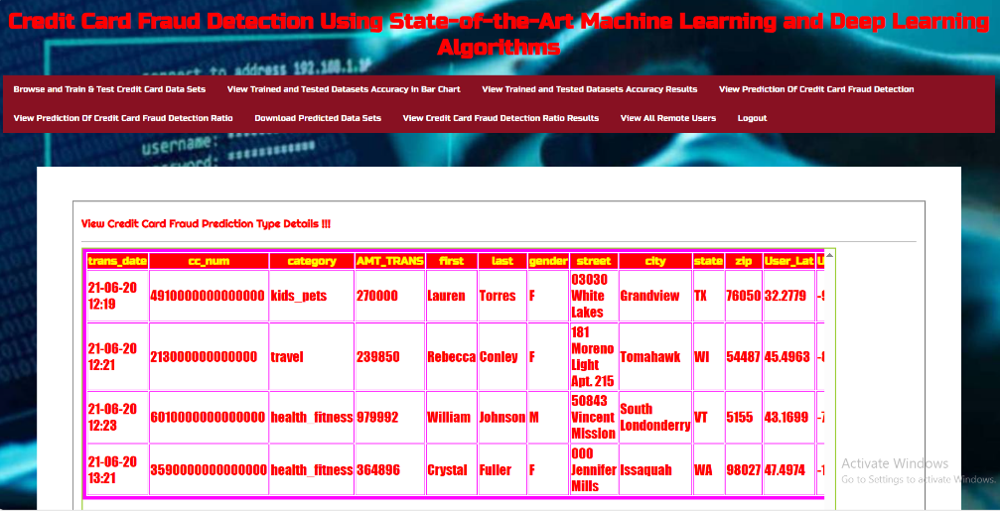 Credit Card Fraud Detection Using State-of-the-Art Machine Learning and Deep Learning
Algorithms
connect to address 192.168.1.1
Browse and Train & Test Credit Card Data Sets View Trained and Tested Datasets Accuracy in Bar Chart View Trained and Tested Datasets Accuracy Results View Prediction Of Credit Card Fraud Detection
View Prediction Of Credit Card Fraud Detection Ratio Download Predicted Data Sets View Credit Card Fraud Detection Ratio Results View All Remote Users Logout
username: ***********
password: ***********
View Credit Card Fraud Prediction Type Details !!!
trans_date cc_num category AMT_TRANS first last gender street city state zip User_Lat
21-06-20 12:19 4910000000000000 kids_pets 270000 Lauren Torres F 03030 White Lakes Grandview TX 76050 32.2779
21-06-20 12:21 213000000000000 travel 239850 Rebecca Conley F 181 Moreno Light Apt. 215 Tomahawk WI 54487 45.4963
21-06-20 12:23 6010000000000000 health_fitness 979992 William Johnson M 50843 Vincent Mission South Londonderry VT 5155 43.1699
21-06-20 13:21 3590000000000000 health_fitness 364896 Crystal Fuller F 000 Jennifer Mills Issaquah WA 98027 47.4974
Activate Windows
Go to Settings to activate Windows.